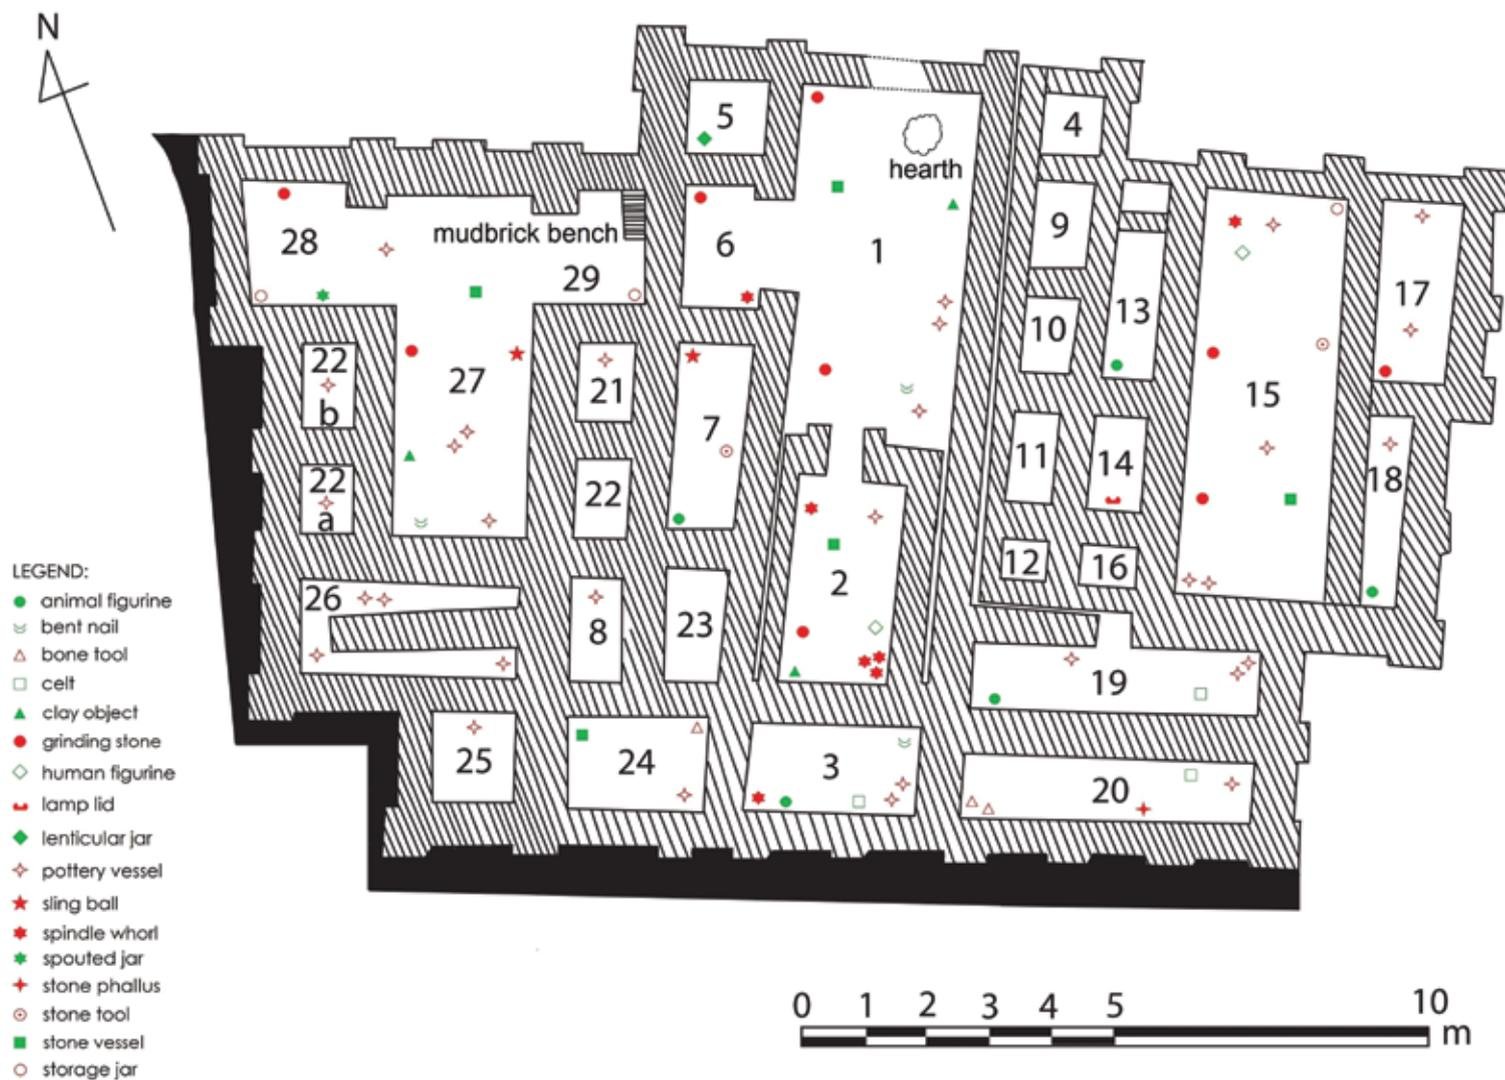 N
5
4
hearth
28
mudbrick bench
6
1
9
29
17
13
10
22
b
27
21
15
7
11
14
18
22
a
22
12
16
2
26
8
23
19
25
24
3
20
LEGEND:
animal figurine
bent nail
bone tool
celt
clay object
grinding stone
human figurine
lamp lid
lenticular jar
pottery vessel
sling ball
spindle whorl
spouted jar
stone phallus
stone tool
stone vessel
storage jar
0 1 2 3 4 5 10
m